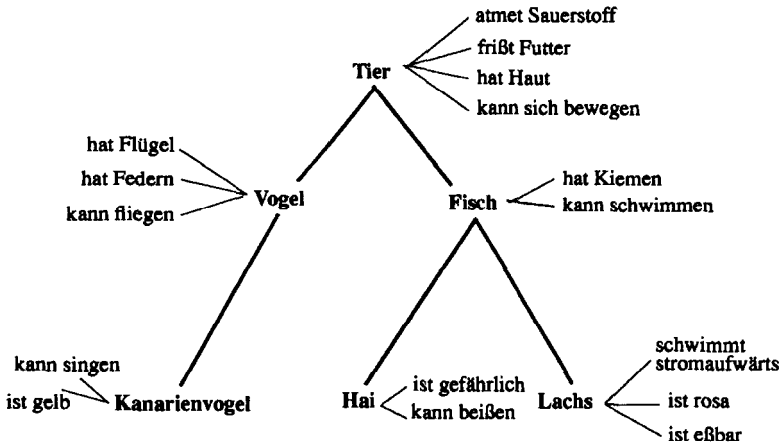 atmet Sauerstoff
frißt Futter
Tier
hat Haut
kann sich bewegen
hat Flügel
hat Federn
kann fliegen
Vogel
Fisch
hat Kiemen
kann schwimmen
kann singen
ist gelb
Kanarienvogel
Hai
ist gefährlich
kann beißen
Lachs
schwimmt
stromaufwärts
ist rosa
ist eßbar